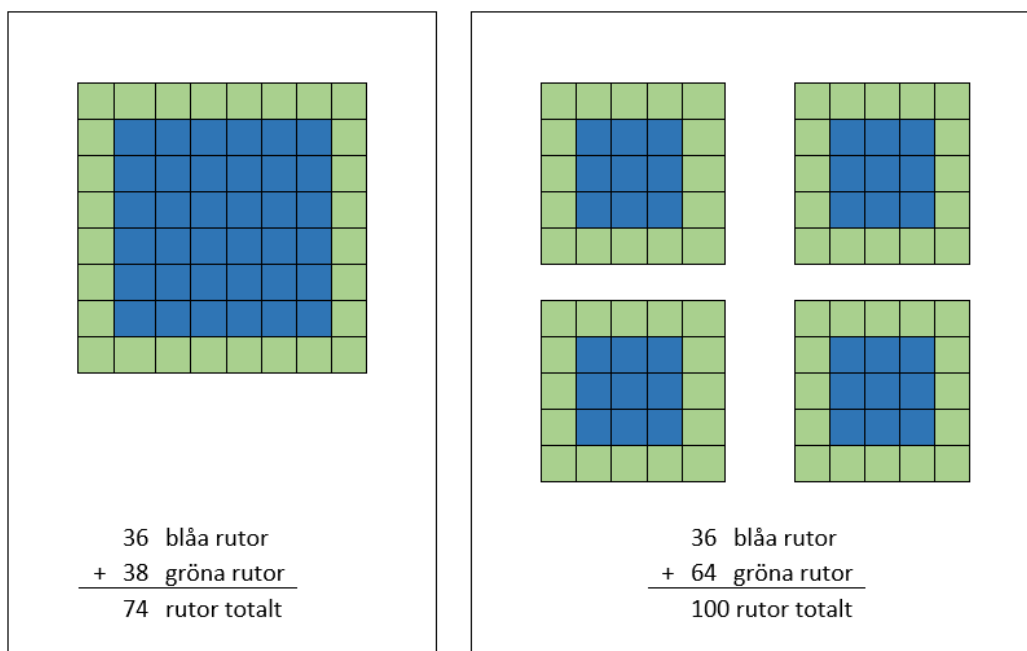 36 blåa rutor
+ 38 gröna rutor
74 rutor totalt
36 blåa rutor
+ 64 gröna rutor
100 rutor totalt